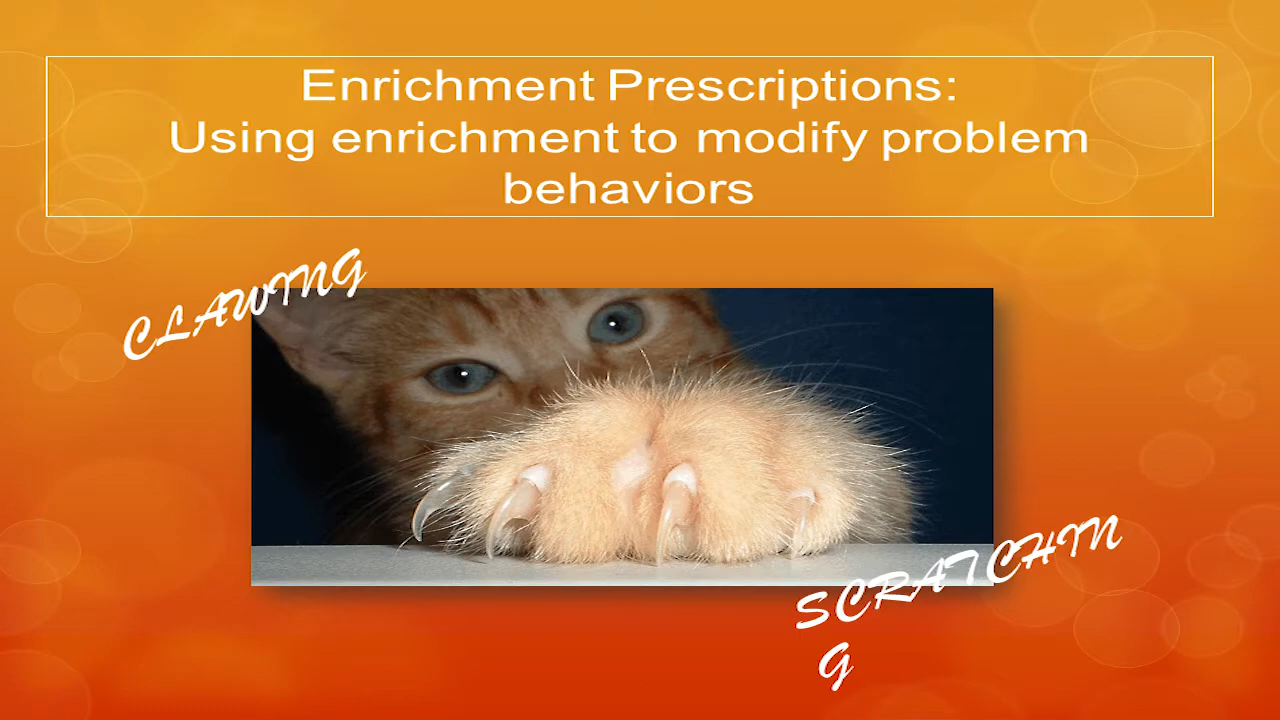 Enrichment Prescriptions:
Using enrichment to modify problem
behaviors
CLAWING
SCRATCHIN
G